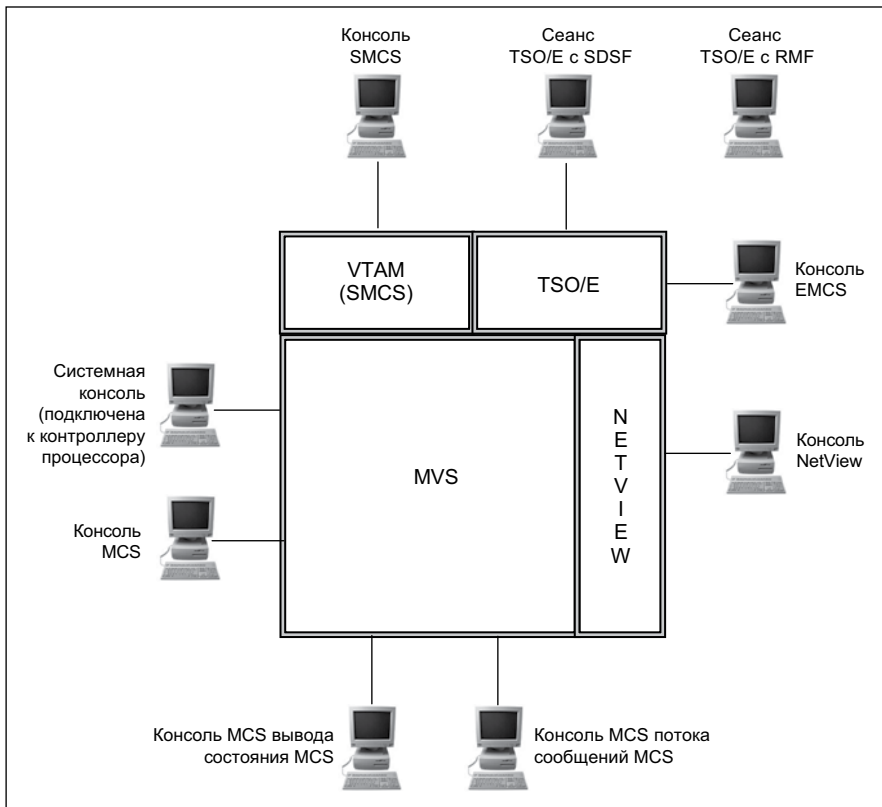 Консоль
SMCS
Сеанс
TSO/E с SDSF
Сеанс
TSO/E с RMF
VTAM
(SMCS)
TSO/E
Консоль
EMCS
Системная
консоль
(подключена
к контроллеру
процессора)
MVS
N
E
T
V
I
E
W
Консоль
NetView
Консоль
MCS
Консоль MCS вывода
состояния MCS
Консоль MCS потока
сообщений MCS